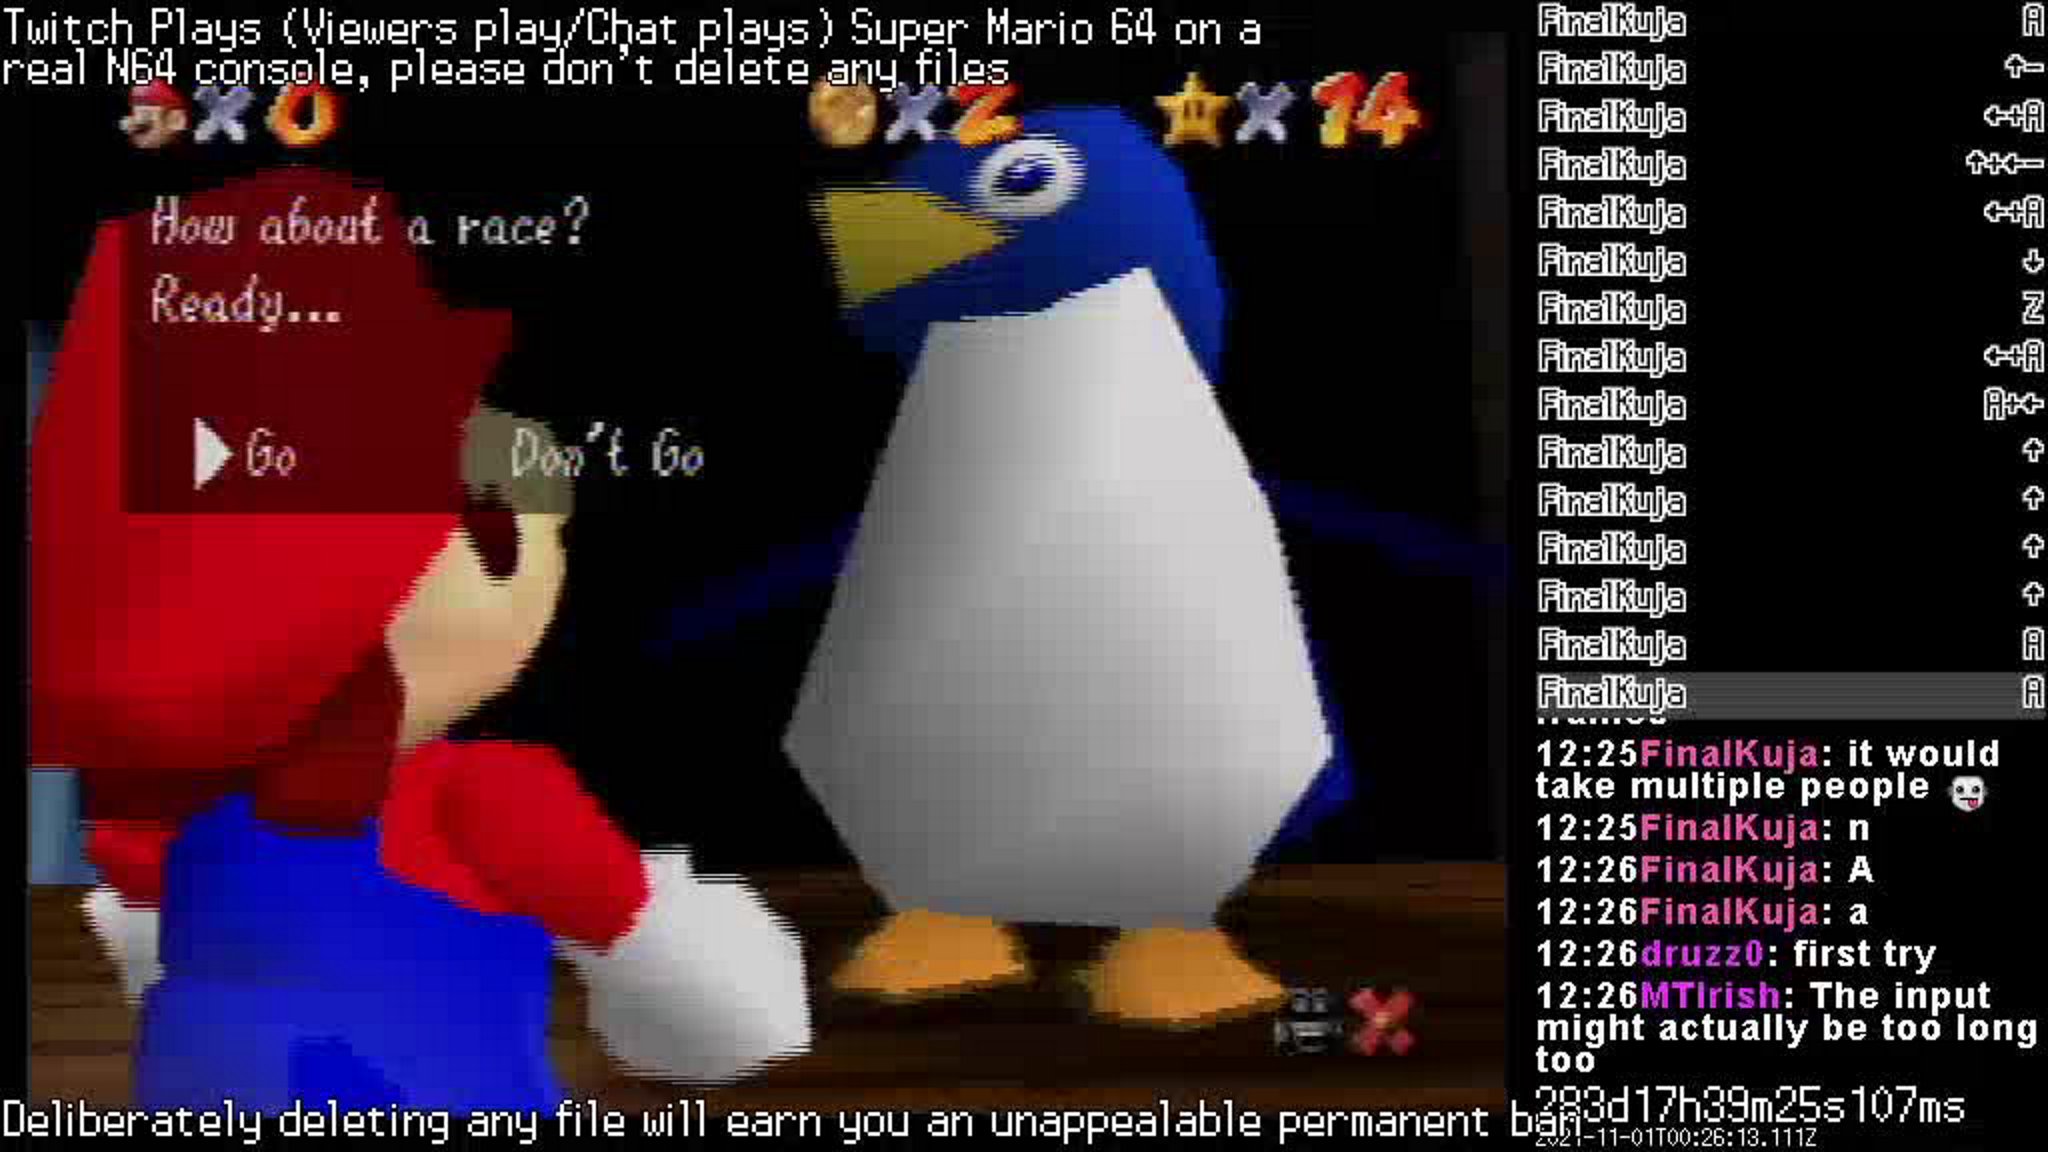 Twitch Plays (Viewers play/Chat plays) Super Mario 64 on a
real N64 console, please don't delete any files
x 0
x 2
x 14
How about a race?
Ready...
Go
Don't Go
FinalKuja A
FinalKuja ↑-
FinalKuja ←+A
FinalKuja ↑+←-
FinalKuja ←+A
FinalKuja ↓
FinalKuja Z
FinalKuja ←+A
FinalKuja A+←
FinalKuja ↑
FinalKuja ↑
FinalKuja ↑
FinalKuja ↑
FinalKuja A
FinalKuja A
12:25FinalKuja: it would
take multiple people
12:25FinalKuja: n
12:26FinalKuja: A
12:26FinalKuja: a
12:26druzz0: first try
12:26MTIrish: The input
might actually be too long
too
283d17h39m25s107ms
2021-11-01T00:26:13.111Z
Deliberately deleting any file will earn you an unappealable permanent ban